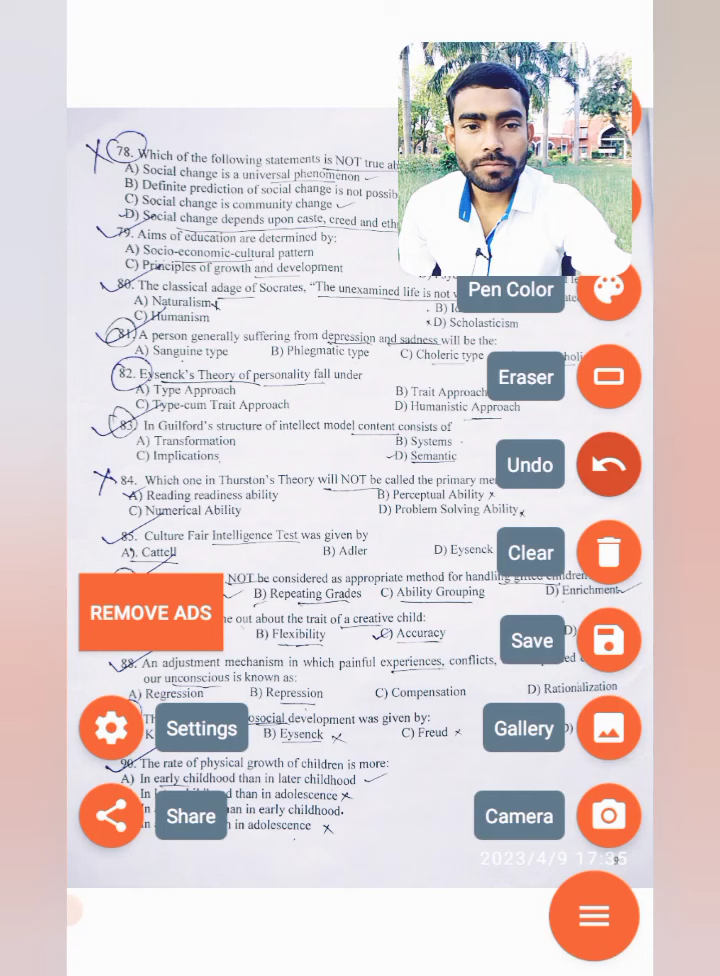 78. Which of the following statements is NOT true
A) Social change is a universal phenomenon
B) Definite prediction of social change is not
C) Social change is community change
D) Social change depends upon caste, creed and
79. Aims of education are determined by:
A) Socio-economic-cultural pattern
C) Principles of growth and development
80. The classical adage of Socrates, "The unexamined life is not
A) Naturalism
C) Humanism
D) Scholasticism
81. A person generally suffering from depression and sadness will be the:
A) Sanguine type B) Phlegmatic type C) Choleric type
82. Eysenck's Theory of personality fall under
A) Type Approach B) Trait Approach
C) Type-cum Trait Approach D) Humanistic Approach
83. In Guilford's structure of intellect model content consists of
A) Transformation B) Systems
C) Implications D) Semantic
84. Which one in Thurston's Theory will NOT be called the primary
A) Reading readiness ability B) Perceptual Ability
C) Numerical Ability D) Problem Solving Ability
85. Culture Fair Intelligence Test was given by
A) Cattell B) Adler D) Eysenck
NOT be considered as appropriate method for handling gifted children
B) Repeating Grades C) Ability Grouping D) Enrichment
out about the trait of a creative child:
B) Flexibility C) Accuracy D)
88. An adjustment mechanism in which painful experiences, conflicts,
our unconscious is known as:
A) Regression B) Repression C) Compensation D) Rationalization
development was given by:
B) Eysenck C) Freud
90. The rate of physical growth of children is more:
A) In early childhood than in later childhood
than in adolescence
in early childhood.
in adolescence
9
2023/4/9 17:35
Pen Color
Eraser
Undo
Clear
Save
Gallery
Camera
REMOVE ADS
Settings
Share